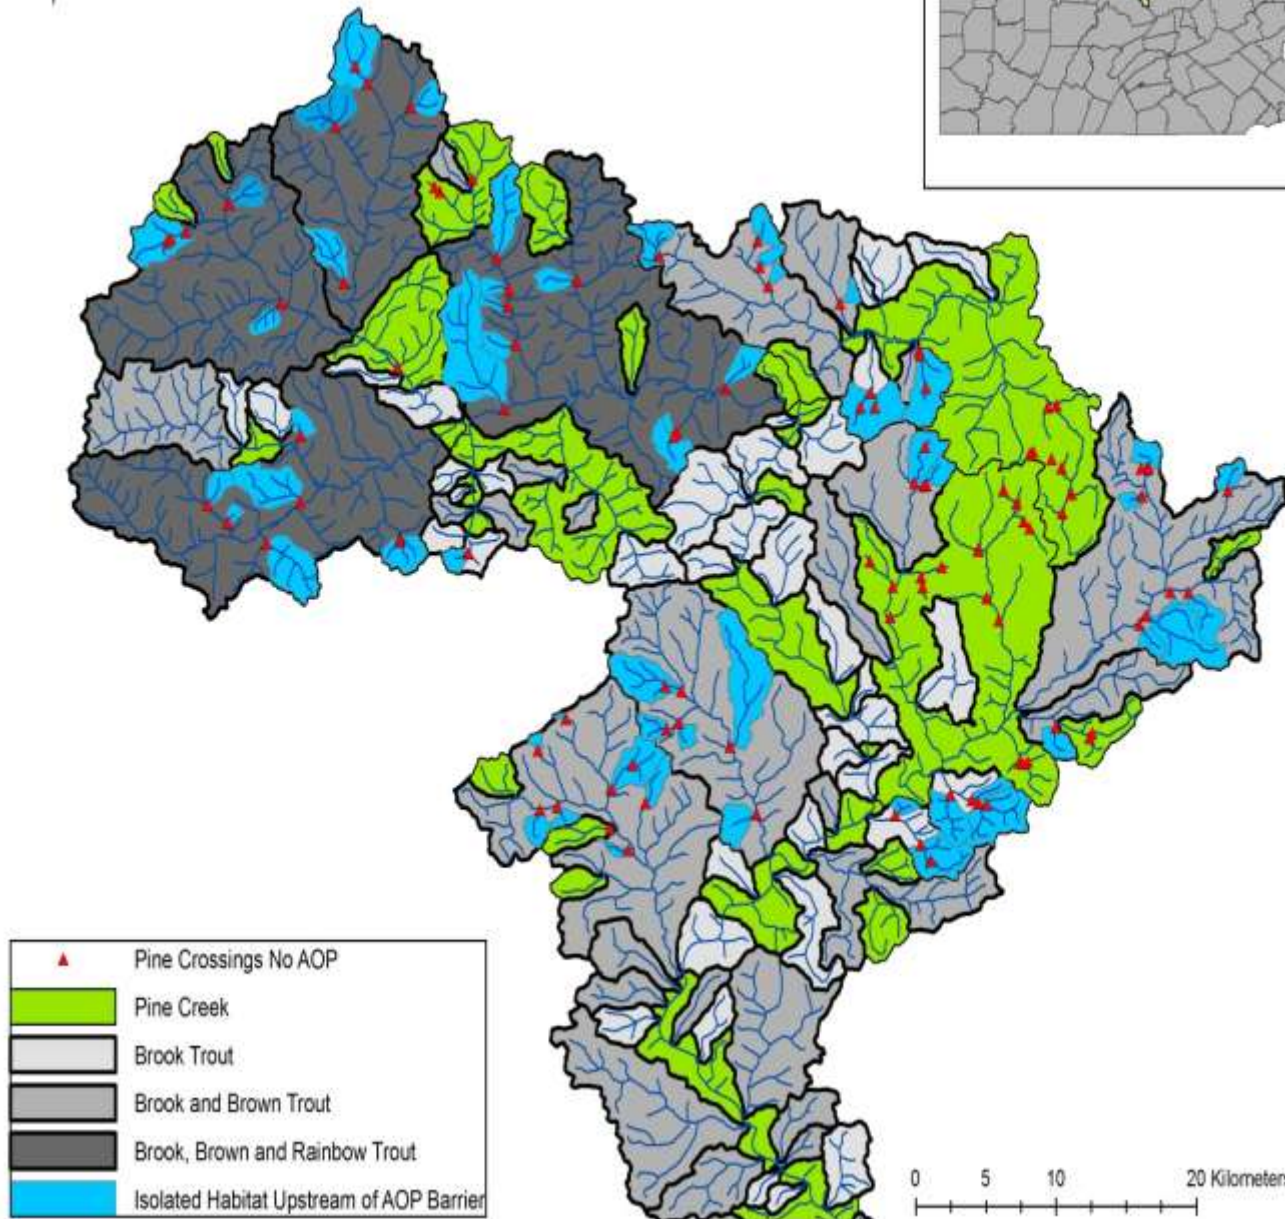 Pine Crossings No AOP
Pine Creek
Brook Trout
Brook and Brown Trout
Brook, Brown and Rainbow Trout
Isolated Habitat Upstream of AOP Barrier
0 5 10 20 Kilometers